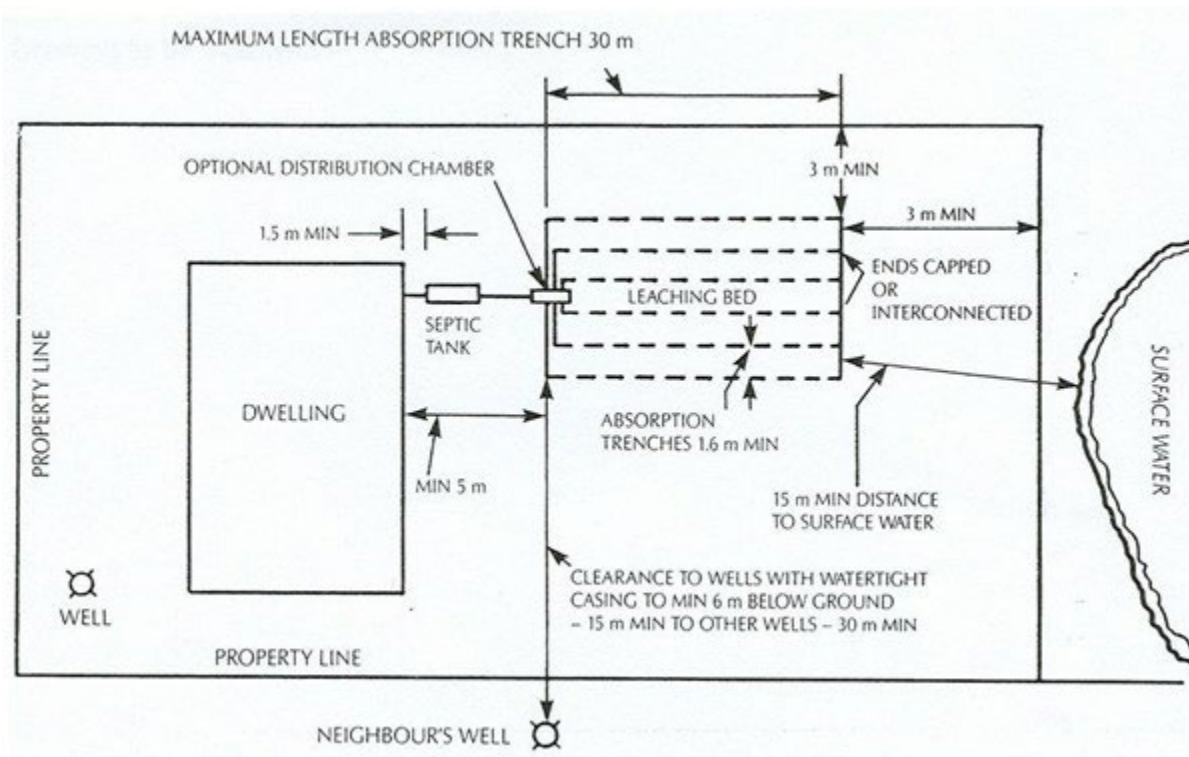 MAXIMUM LENGTH ABSORPTION TRENCH 30 m
OPTIONAL DISTRIBUTION CHAMBER
3 m MIN
1.5 m MIN
3 m MIN
ENDS CAPPED
OR
INTERCONNECTED
LEACHING BED
SEPTIC
TANK
PROPERTY LINE
DWELLING
SURFACE WATER
ABSORPTION
TRENCHES 1.6 m MIN
MIN 5 m
15 m MIN DISTANCE
TO SURFACE WATER
CLEARANCE TO WELLS WITH WATERTIGHT
CASING TO MIN 6 m BELOW GROUND
– 15 m MIN TO OTHER WELLS – 30 m MIN
WELL
PROPERTY LINE
NEIGHBOUR'S WELL